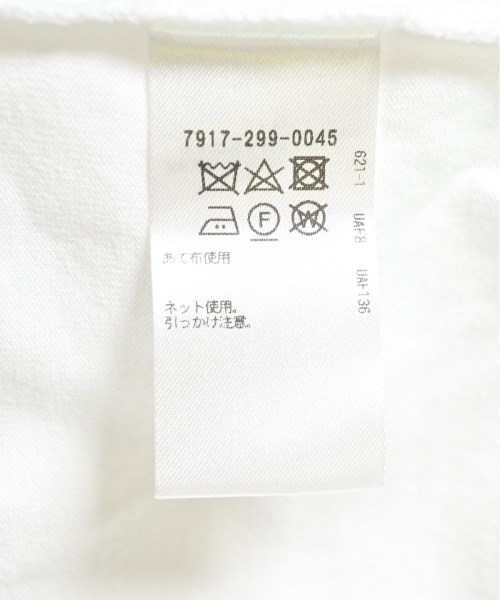 7917-299-0045
F
W
あて布使用
ネット使用。
引っかけ注意。
621-1 UAF8 UAF136